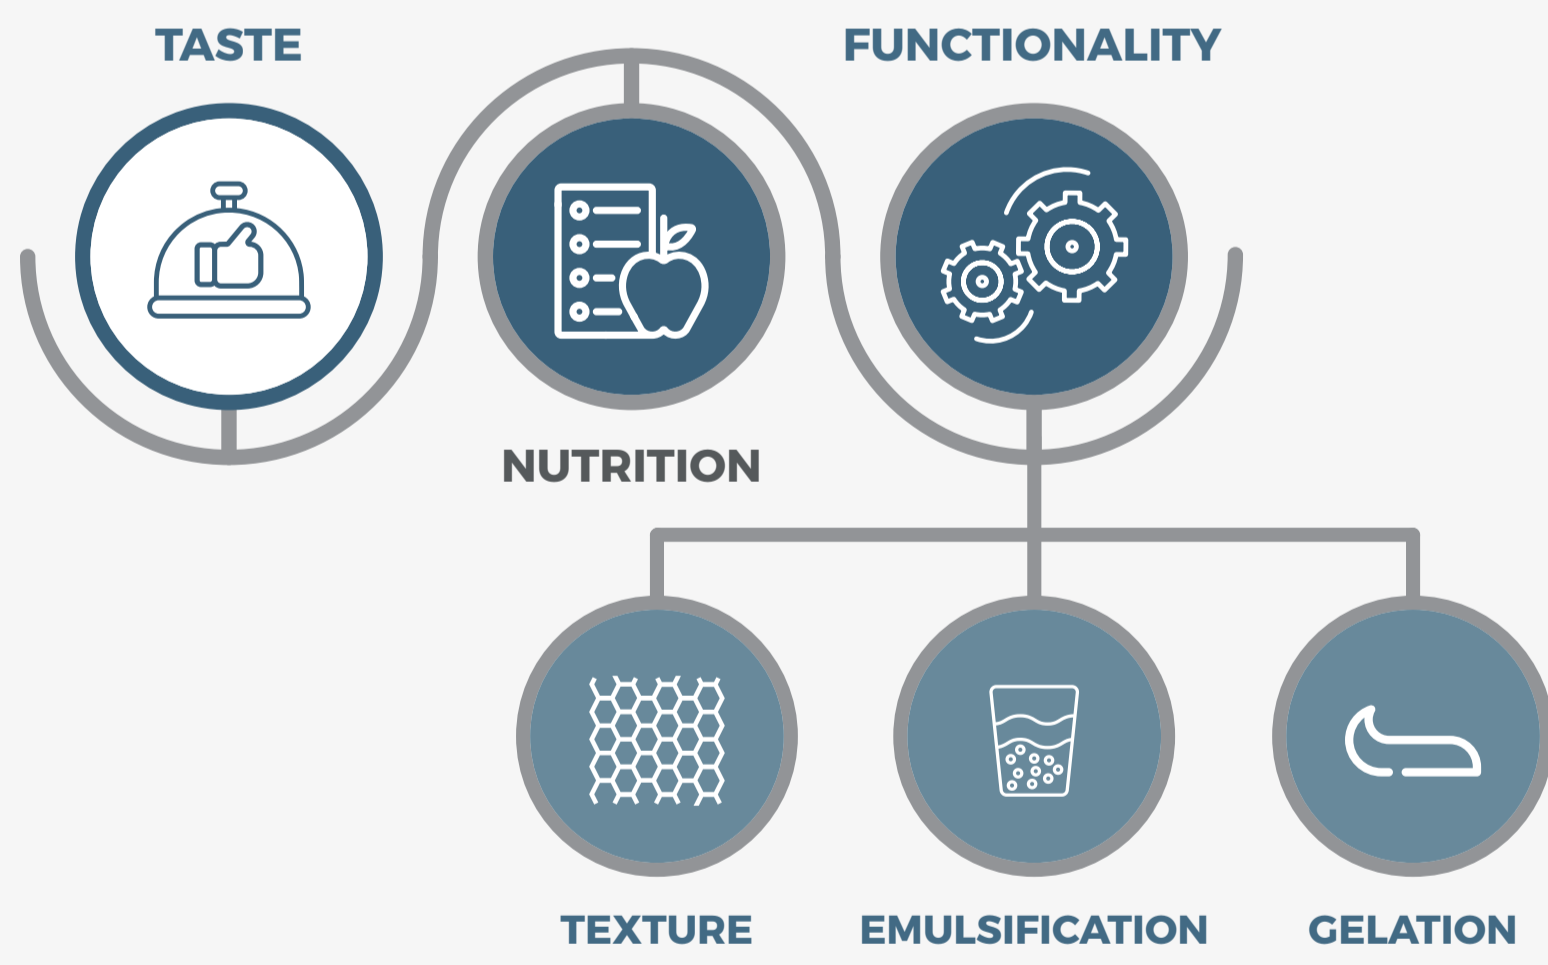 TASTE
FUNCTIONALITY
NUTRITION
TEXTURE
EMULSIFICATION
GELATION